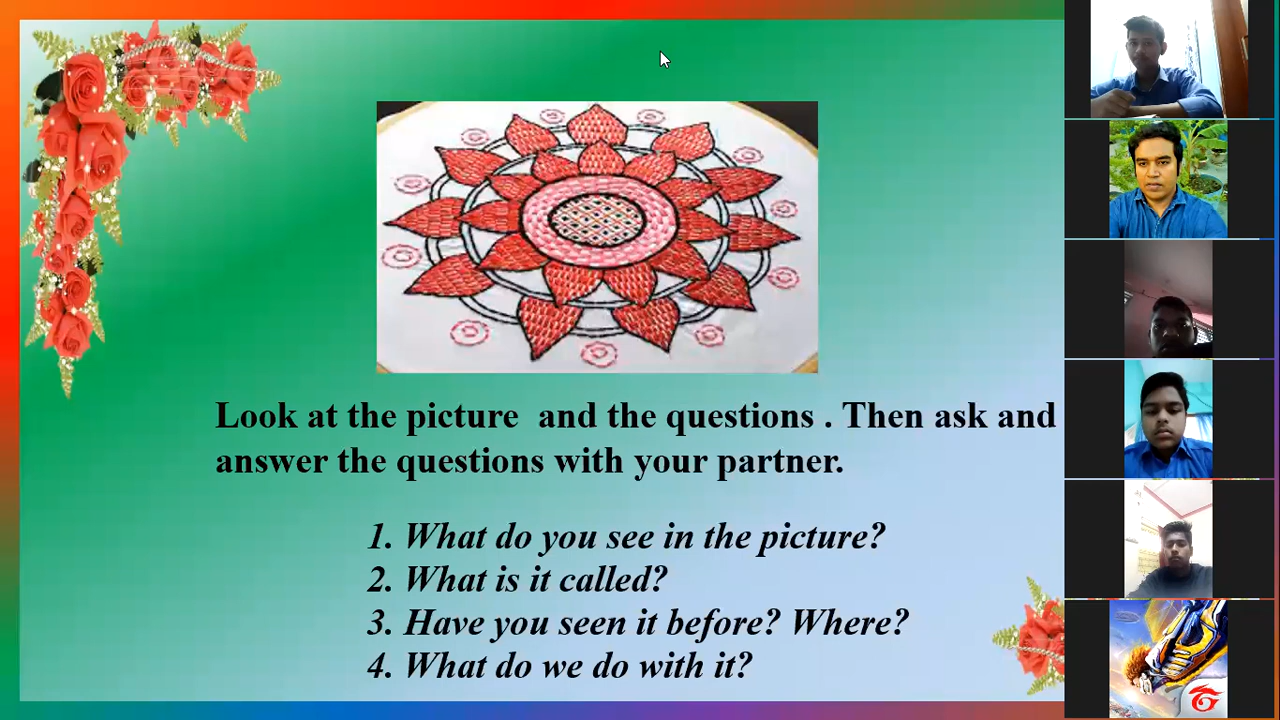 Look at the picture  and the questions . Then ask and
answer the questions with your partner.
1. What do you see in the picture?
2. What is it called?
3. Have you seen it before? Where?
4. What do we do with it?